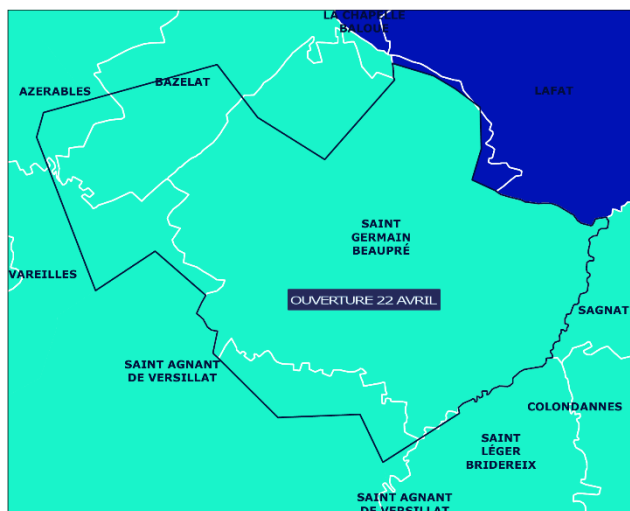 LA CHAPELLE
BALOUE
BAZELAT
AZERABLES
LAFAT
SAINT
GERMAIN
BEAUPRÉ
VAREILLES
OUVERTURE 22 AVRIL
SAGNAT
SAINT AGNANT
DE VERSILLAT
COLONDANNES
SAINT
LÉGER
BRIDEREIX
SAINT AGNANT
DE VERSILLAT